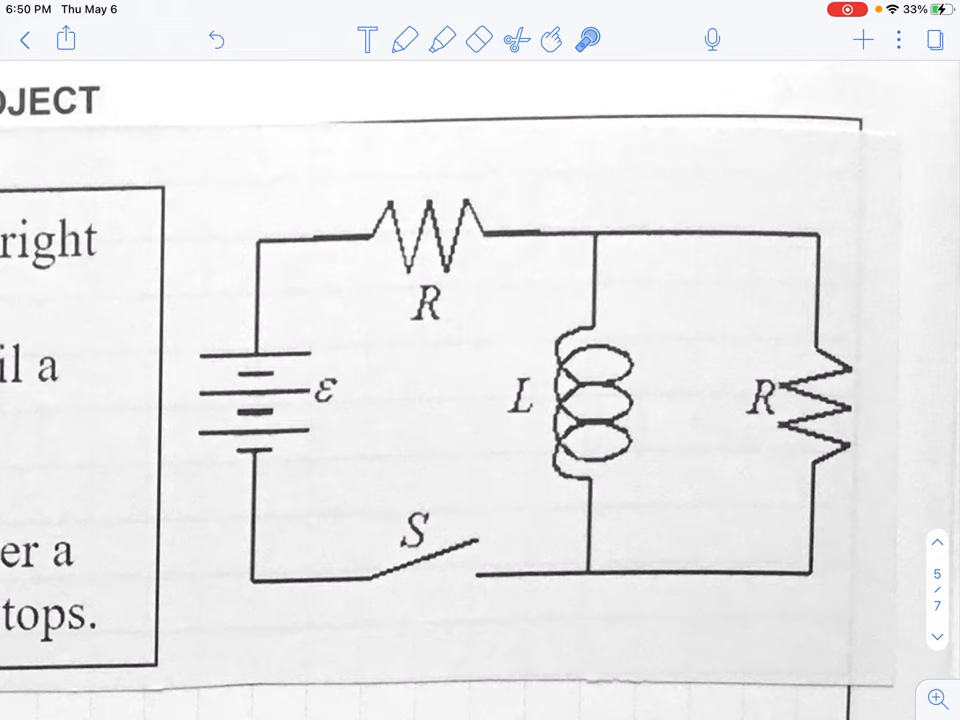 6:50 PM Thu May 6
33%
OJECT
right
il a
er a
tops.
R
ε
L
R
S
5
/
7